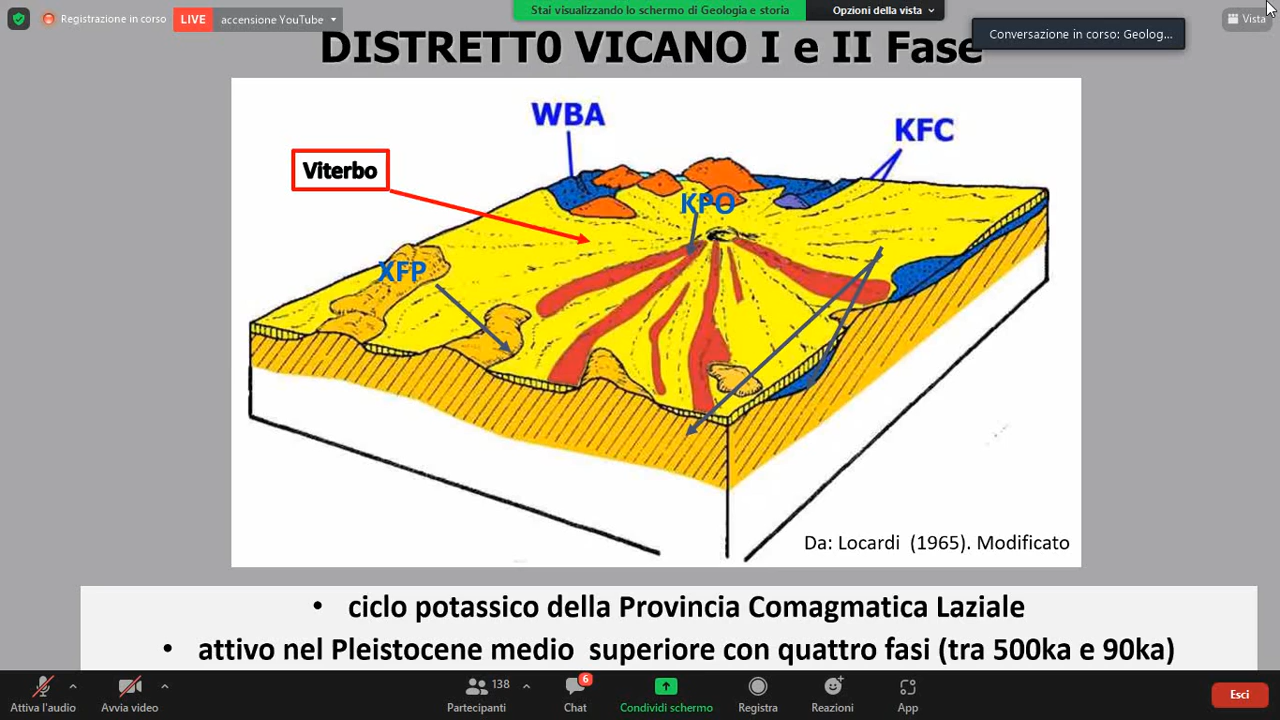 Registrazione in corso
LIVE
accensione YouTube
Stai visualizzando lo schermo di Geologia e storia
Opzioni della vista
Conversazione in corso: Geolog...
Vista
DISTRETT0 VICANO I e II Fase
WBA
KFC
Viterbo
KPO
XFP
Da: Locardi (1965). Modificato
• ciclo potassico della Provincia Comagmatica Laziale
• attivo nel Pleistocene medio superiore con quattro fasi (tra 500ka e 90ka)
Attiva l'audio
Avvia video
Partecipanti
138
Chat
6
Condividi schermo
Registra
Reazioni
App
Esci